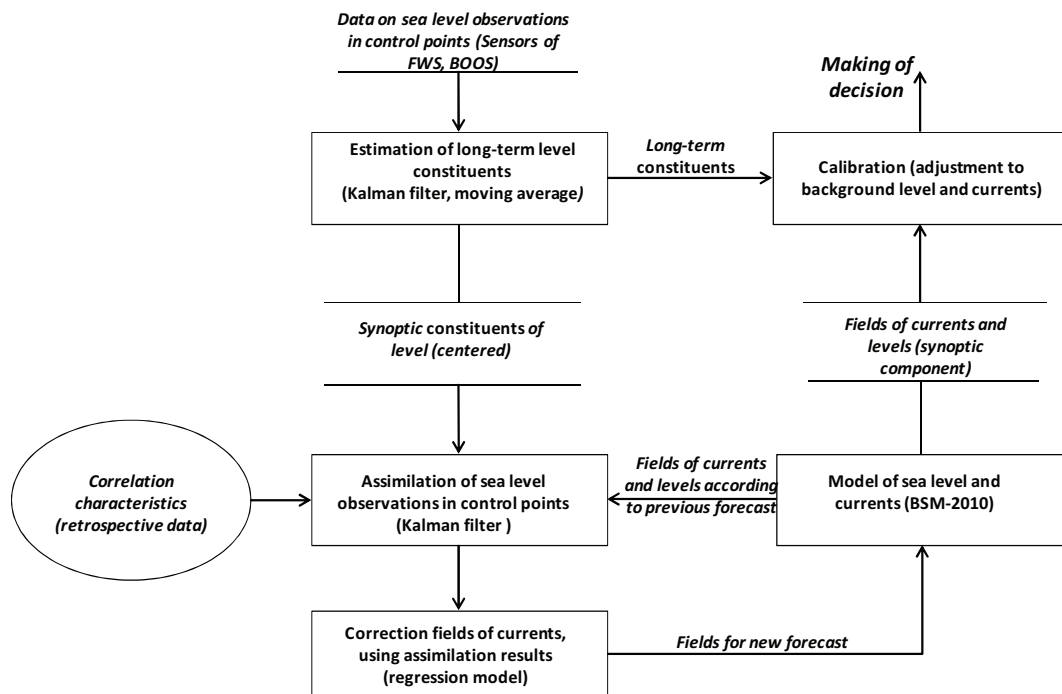 Data on sea level observations
in control points (Sensors of
FWS, BOOS)
Making of
decision
Estimation of long-term level
constituents
(Kalman filter, moving average)
Long-term
constituents
Calibration (adjustment to
background level and currents)
Synoptic constituents of
level (centered)
Fields of currents and
levels (synoptic
component)
Correlation
characteristics
(retrospective data)
Assimilation of sea level
observations in control points
(Kalman filter )
Fields of currents
and levels according
to previous forecast
Model of sea level and
currents (BSM-2010)
Correction fields of currents,
using assimilation results
(regression model)
Fields for new forecast